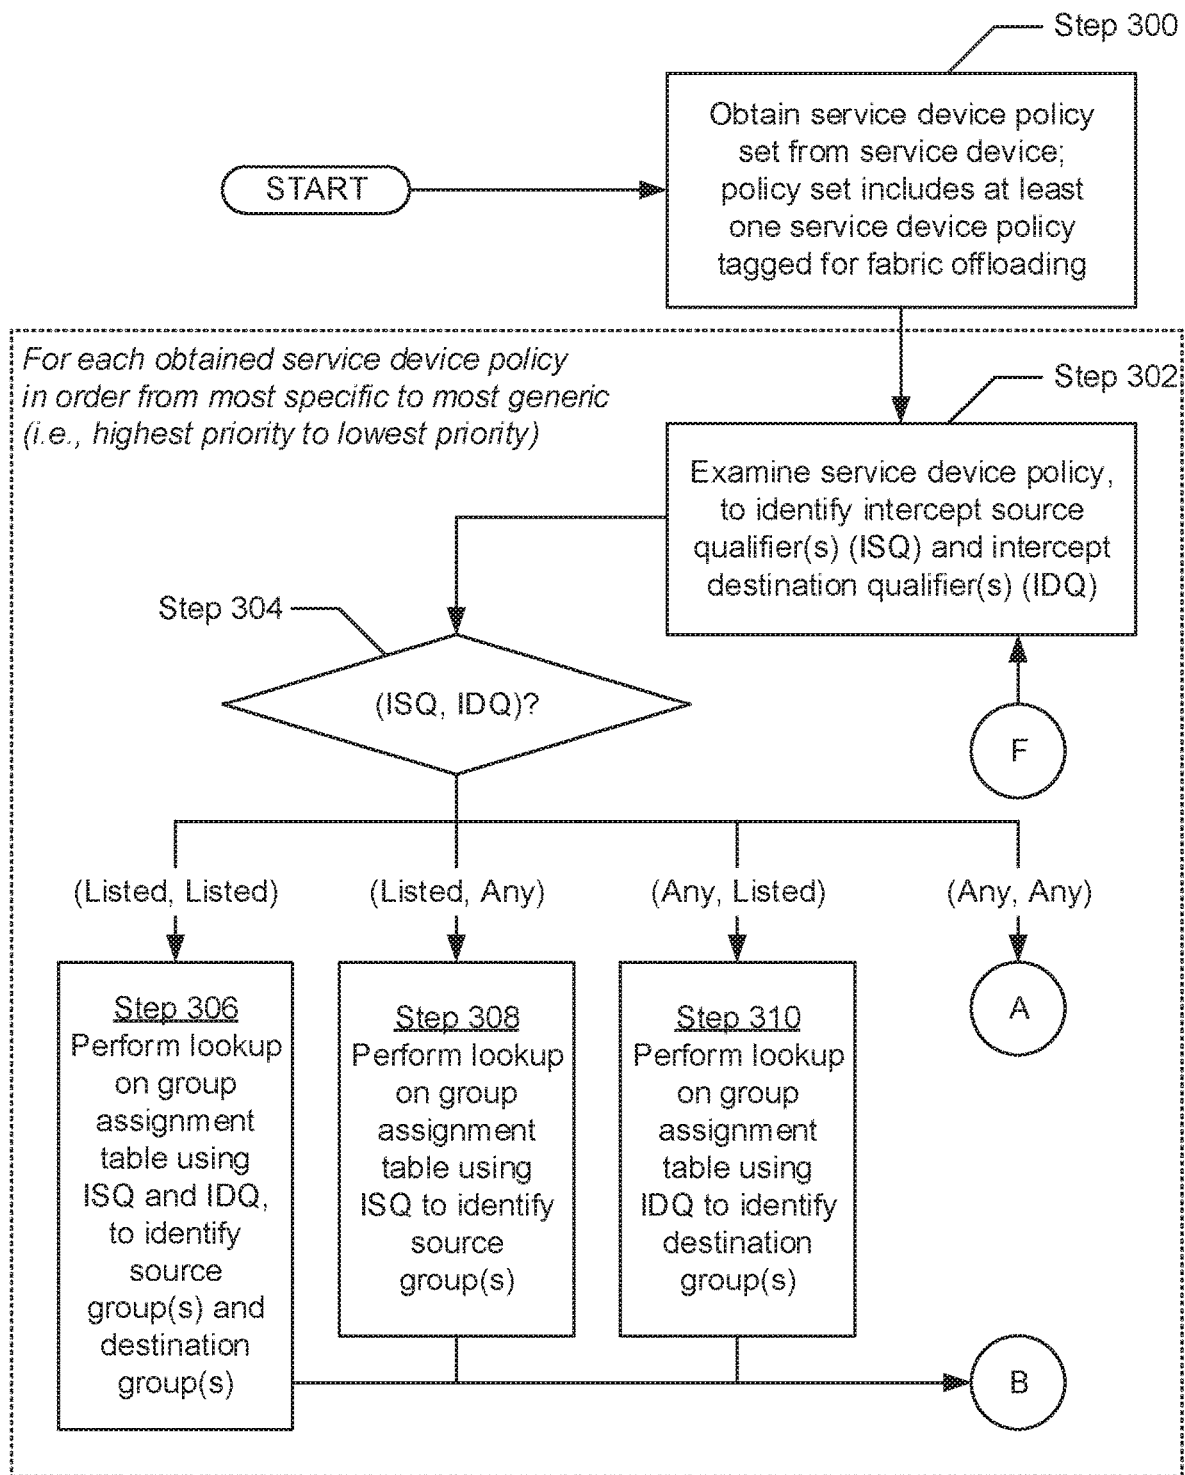 Step 300
Obtain service device policy
set from service device;
policy set includes at least
one service device policy
tagged for fabric offloading
START
For each obtained service device policy
in order from most specific to most generic
(i.e., highest priority to lowest priority)
Step 302
Examine service device policy,
to identify intercept source
qualifier(s) (ISQ) and intercept
destination qualifier(s) (IDQ)
Step 304
(ISQ, IDQ)?
F
(Listed, Listed)
(Listed, Any)
(Any, Listed)
(Any, Any)
Step 306
Perform lookup
on group
assignment
table using
ISQ and IDQ,
to identify
source
group(s) and
destination
group(s)
Step 308
Perform lookup
on group
assignment
table using
ISQ to identify
source
group(s)
Step 310
Perform lookup
on group
assignment
table using
IDQ to identify
destination
group(s)
A
B